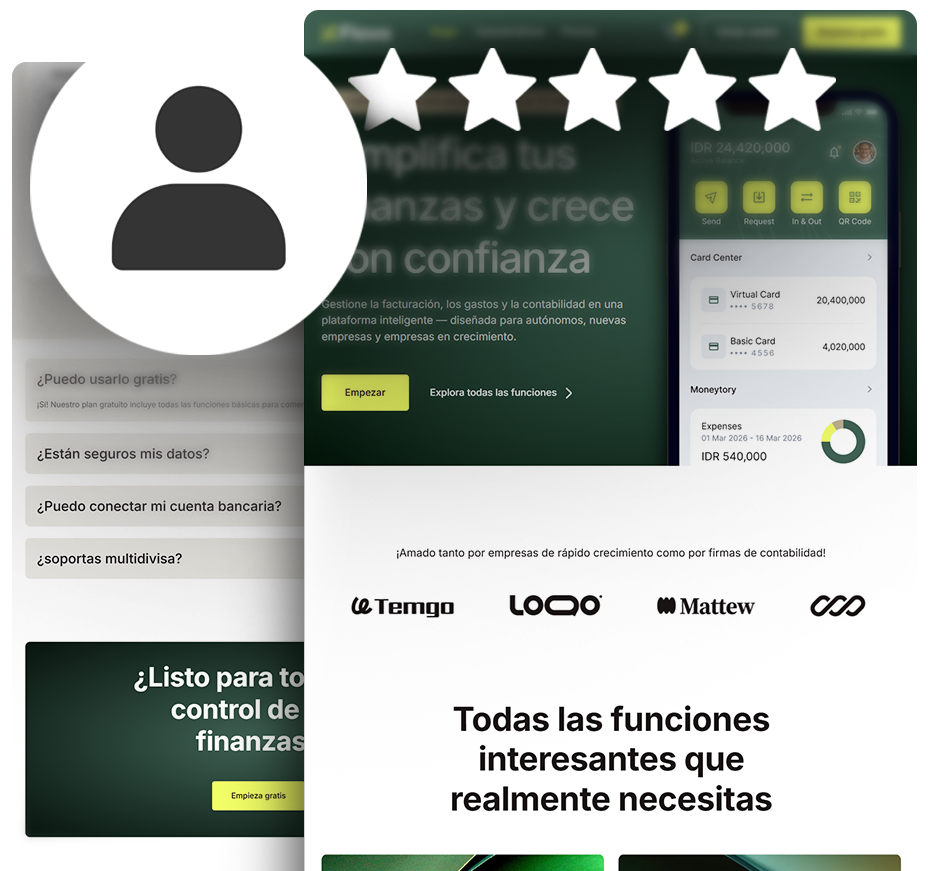 IDR 24,420,000
Send
Request
In & Out
QR Code
tus
y crece
confianza
Gestione la facturación, los gastos y la contabilidad en una
plataforma inteligente — diseñada para autónomos, nuevas
empresas y empresas en crecimiento.
Empezar
Explora todas las funciones
Card Center
Virtual Card
•••• 5678
20,400,000
Basic Card
•••• 4556
4,020,000
Moneytory
Expenses
01 Mar 2026 - 16 Mar 2026
IDR 540,000
¿Puedo usarlo gratis?
¡Sí! Nuestro plan gratuito incluye todas las funciones básicas para
¿Están seguros mis datos?
¿Puedo conectar mi cuenta bancaria?
¿soportas multidivisa?
¿Listo para
control de
finanzas
Empieza gratis
¡Amado tanto por empresas de rápido crecimiento como por firmas de contabilidad!
Temgo
LOQO
Mattew
Todas las funciones
interesantes que
realmente necesitas